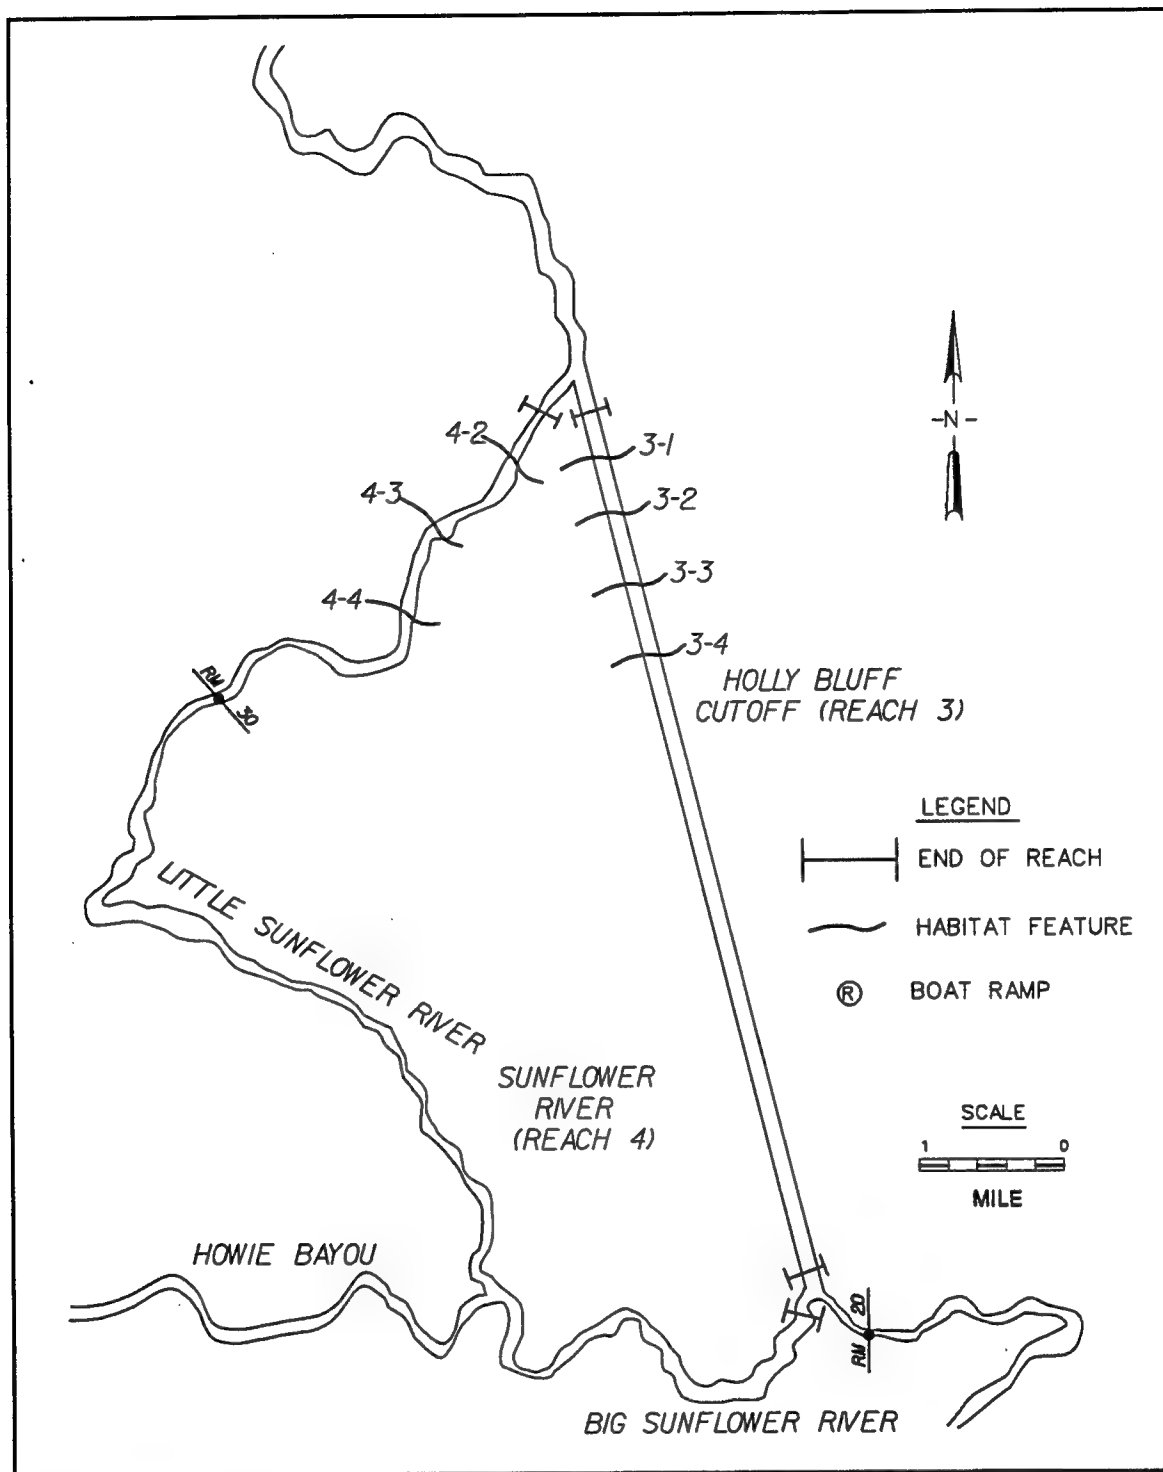 -N-
4-2
3-1
4-3
3-2
3-3
4-4
3-4
RM
30
HOLLY BLUFF
CUTOFF (REACH 3)
LEGEND
END OF REACH
HABITAT FEATURE
R BOAT RAMP
LITTLE SUNFLOWER RIVER
SUNFLOWER
RIVER
(REACH 4)
SCALE
1 0
MILE
HOWIE BAYOU
RM 20
BIG SUNFLOWER RIVER